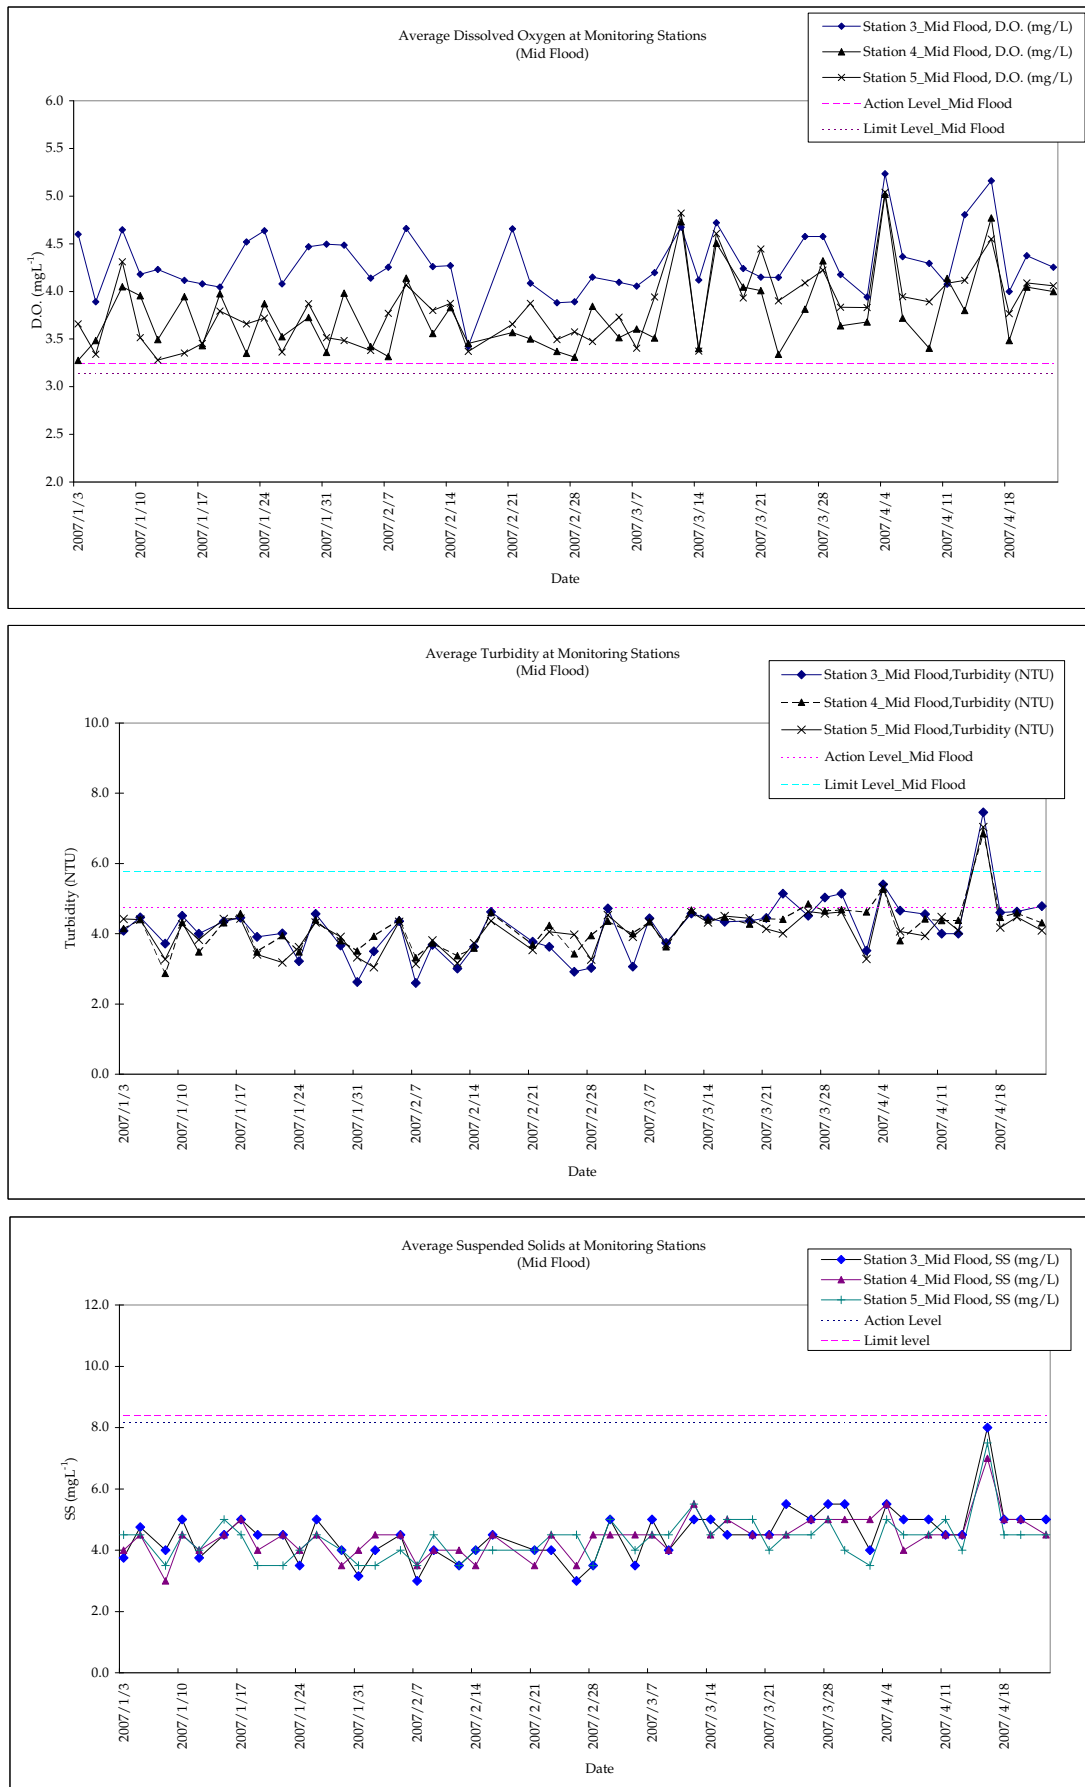 Average Dissolved Oxygen at Monitoring Stations
(Mid Flood)
Station 3_Mid Flood, D.O. (mg/L)
Station 4_Mid Flood, D.O. (mg/L)
Station 5_Mid Flood, D.O. (mg/L)
Action Level_Mid Flood
Limit Level_Mid Flood
6.0
5.5
5.0
4.5
4.0
3.5
3.0
2.5
2.0
D.O. (mgL-1)
2007/1/3
2007/1/10
2007/1/17
2007/1/24
2007/1/31
2007/2/7
2007/2/14
2007/2/21
2007/2/28
2007/3/7
2007/3/14
2007/3/21
2007/3/28
2007/4/4
2007/4/11
2007/4/18
Date
Average Turbidity at Monitoring Stations
(Mid Flood)
Station 3_Mid Flood,Turbidity (NTU)
Station 4_Mid Flood,Turbidity (NTU)
Station 5_Mid Flood,Turbidity (NTU)
Action Level_Mid Flood
Limit Level_Mid Flood
10.0
8.0
6.0
4.0
2.0
0.0
Turbidity (NTU)
2007/1/3
2007/1/10
2007/1/17
2007/1/24
2007/1/31
2007/2/7
2007/2/14
2007/2/21
2007/2/28
2007/3/7
2007/3/14
2007/3/21
2007/3/28
2007/4/4
2007/4/11
2007/4/18
Date
Average Suspended Solids at Monitoring Stations
(Mid Flood)
Station 3_Mid Flood, SS (mg/L)
Station 4_Mid Flood, SS (mg/L)
Station 5_Mid Flood, SS (mg/L)
Action Level
Limit level
12.0
10.0
8.0
6.0
4.0
2.0
0.0
SS (mgL-1)
2007/1/3
2007/1/10
2007/1/17
2007/1/24
2007/1/31
2007/2/7
2007/2/14
2007/2/21
2007/2/28
2007/3/7
2007/3/14
2007/3/21
2007/3/28
2007/4/4
2007/4/11
2007/4/18
Date